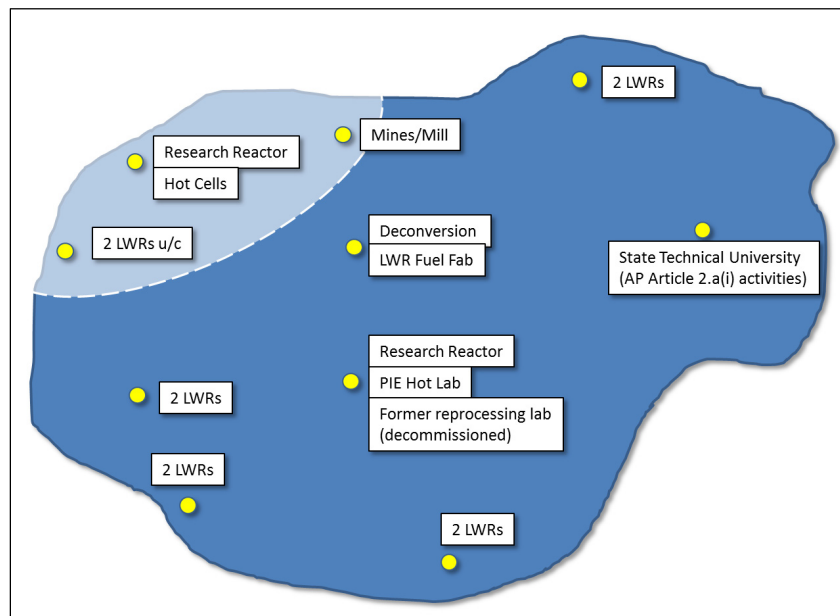 2 LWRs
Mines/Mill
Research Reactor
Hot Cells
2 LWRs u/c
Deconversion
LWR Fuel Fab
State Technical University
(AP Article 2.a(i) activities)
Research Reactor
PIE Hot Lab
Former reprocessing lab
(decommissioned)
2 LWRs
2 LWRs
2 LWRs